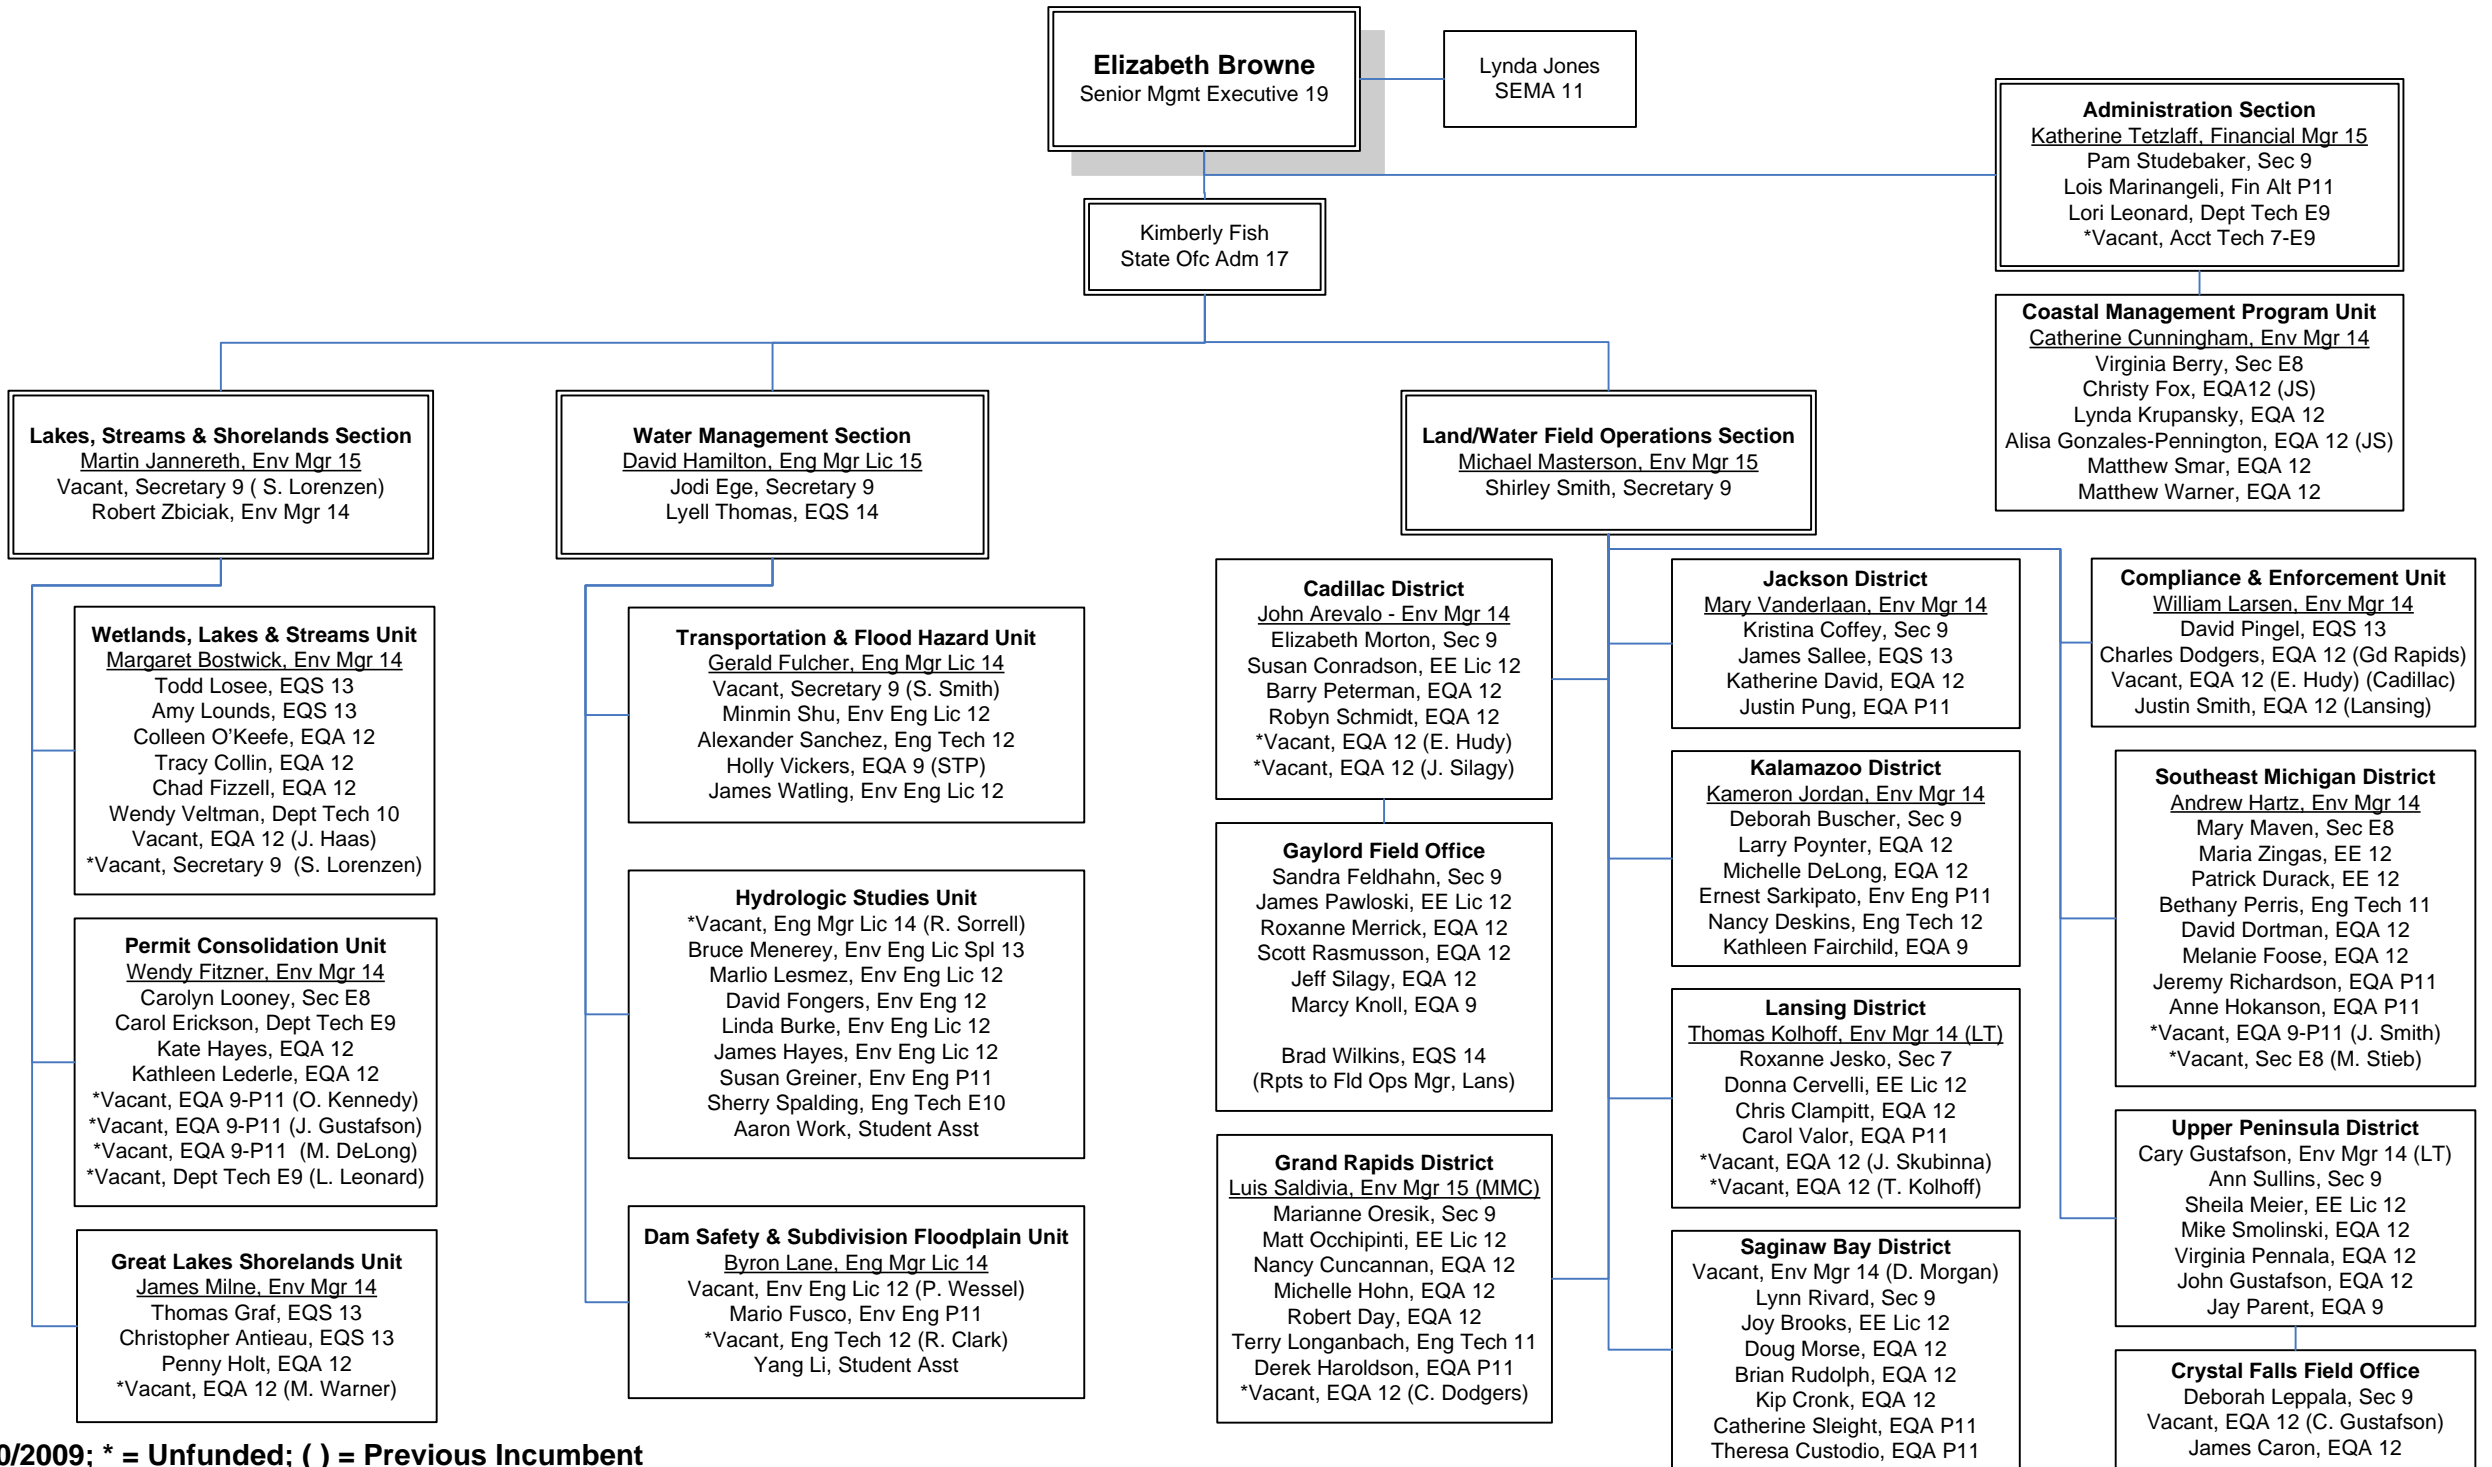 Elizabeth Browne
Senior Mgmt Executive 19
Lynda Jones
SEMA 11
Administration Section
Katherine Tetzlaff, Financial Mgr 15
Pam Studebaker, Sec 9
Lois Marinangeli, Fin Alt P11
Lori Leonard, Dept Tech E9
*Vacant, Acct Tech 7-E9
Kimberly Fish
State Ofc Adm 17
Coastal Management Program Unit
Catherine Cunningham, Env Mgr 14
Virginia Berry, Sec E8
Christy Fox, EQA12 (JS)
Lynda Krupansky, EQA 12
Alisa Gonzales-Pennington, EQA 12 (JS)
Matthew Smar, EQA 12
Matthew Warner, EQA 12
Lakes, Streams & Shorelands Section
Martin Jannereth, Env Mgr 15
Vacant, Secretary 9 ( S. Lorenzen)
Robert Zbiciak, Env Mgr 14
Water Management Section
David Hamilton, Eng Mgr Lic 15
Jodi Ege, Secretary 9
Lyell Thomas, EQS 14
Land/Water Field Operations Section
Michael Masterson, Env Mgr 15
Shirley Smith, Secretary 9
Wetlands, Lakes & Streams Unit
Margaret Bostwick, Env Mgr 14
Todd Losee, EQS 13
Amy Lounds, EQS 13
Colleen O'Keefe, EQA 12
Tracy Collin, EQA 12
Chad Fizzell, EQA 12
Wendy Veltman, Dept Tech 10
Vacant, EQA 12 (J. Haas)
*Vacant, Secretary 9 (S. Lorenzen)
Permit Consolidation Unit
Wendy Fitzner, Env Mgr 14
Carolyn Looney, Sec E8
Carol Erickson, Dept Tech E9
Kate Hayes, EQA 12
Kathleen Lederle, EQA 12
*Vacant, EQA 9-P11 (O. Kennedy)
*Vacant, EQA 9-P11 (J. Gustafson)
*Vacant, EQA 9-P11 (M. DeLong)
*Vacant, Dept Tech E9 (L. Leonard)
Great Lakes Shorelands Unit
James Milne, Env Mgr 14
Thomas Graf, EQS 13
Christopher Antieau, EQS 13
Penny Holt, EQA 12
*Vacant, EQA 12 (M. Warner)
Transportation & Flood Hazard Unit
Gerald Fulcher, Eng Mgr Lic 14
Vacant, Secretary 9 (S. Smith)
Minmin Shu, Env Eng Lic 12
Alexander Sanchez, Eng Tech 12
Holly Vickers, EQA 9 (STP)
James Watling, Env Eng Lic 12
Hydrologic Studies Unit
*Vacant, Eng Mgr Lic 14 (R. Sorrell)
Bruce Menerey, Env Eng Lic Spl 13
Marlio Lesmez, Env Eng Lic 12
David Fongers, Env Eng 12
Linda Burke, Env Eng Lic 12
James Hayes, Env Eng Lic 12
Susan Greiner, Env Eng P11
Sherry Spalding, Eng Tech E10
Aaron Work, Student Asst
Dam Safety & Subdivision Floodplain Unit
Byron Lane, Eng Mgr Lic 14
Vacant, Env Eng Lic 12 (P. Wessel)
Mario Fusco, Env Eng P11
*Vacant, Eng Tech 12 (R. Clark)
Yang Li, Student Asst
Cadillac District
John Arevalo - Env Mgr 14
Elizabeth Morton, Sec 9
Susan Conradson, EE Lic 12
Barry Peterman, EQA 12
Robyn Schmidt, EQA 12
*Vacant, EQA 12 (E. Hudy)
*Vacant, EQA 12 (J. Silagy)
Gaylord Field Office
Sandra Feldhahn, Sec 9
James Pawloski, EE Lic 12
Roxanne Merrick, EQA 12
Scott Rasmusson, EQA 12
Jeff Silagy, EQA 12
Marcy Knoll, EQA 9
Brad Wilkins, EQS 14
(Rpts to Fld Ops Mgr, Lans)
Grand Rapids District
Luis Saldivia, Env Mgr 15 (MMC)
Marianne Oresik, Sec 9
Matt Occhipinti, EE Lic 12
Nancy Cuncannan, EQA 12
Michelle Hohn, EQA 12
Robert Day, EQA 12
Terry Longanbach, Eng Tech 11
Derek Haroldson, EQA P11
*Vacant, EQA 12 (C. Dodgers)
Jackson District
Mary Vanderlaan, Env Mgr 14
Kristina Coffey, Sec 9
James Sallee, EQS 13
Katherine David, EQA 12
Justin Pung, EQA P11
Kalamazoo District
Kameron Jordan, Env Mgr 14
Deborah Buscher, Sec 9
Larry Poynter, EQA 12
Michelle DeLong, EQA 12
Ernest Sarkipato, Env Eng P11
Nancy Deskins, Eng Tech 12
Kathleen Fairchild, EQA 9
Lansing District
Thomas Kolhoff, Env Mgr 14 (LT)
Roxanne Jesko, Sec 7
Donna Cervelli, EE Lic 12
Chris Clampitt, EQA 12
Carol Valor, EQA P11
*Vacant, EQA 12 (J. Skubinna)
*Vacant, EQA 12 (T. Kolhoff)
Saginaw Bay District
Vacant, Env Mgr 14 (D. Morgan)
Lynn Rivard, Sec 9
Joy Brooks, EE Lic 12
Doug Morse, EQA 12
Brian Rudolph, EQA 12
Kip Cronk, EQA 12
Catherine Sleight, EQA P11
Theresa Custodio, EQA P11
Compliance & Enforcement Unit
William Larsen, Env Mgr 14
David Pingel, EQS 13
Charles Dodgers, EQA 12 (Gd Rapids)
Vacant, EQA 12 (E. Hudy) (Cadillac)
Justin Smith, EQA 12 (Lansing)
Southeast Michigan District
Andrew Hartz, Env Mgr 14
Mary Maven, Sec E8
Maria Zingas, EE 12
Patrick Durack, EE 12
Bethany Perris, Eng Tech 11
David Dortman, EQA 12
Melanie Foose, EQA 12
Jeremy Richardson, EQA P11
Anne Hokanson, EQA P11
*Vacant, EQA 9-P11 (J. Smith)
*Vacant, Sec E8 (M. Stieb)
Upper Peninsula District
Cary Gustafson, Env Mgr 14 (LT)
Ann Sullins, Sec 9
Sheila Meier, EE Lic 12
Mike Smolinski, EQA 12
Virginia Pennala, EQA 12
John Gustafson, EQA 12
Jay Parent, EQA 9
Crystal Falls Field Office
Deborah Leppala, Sec 9
Vacant, EQA 12 (C. Gustafson)
James Caron, EQA 12
0/2009; * = Unfunded; ( ) = Previous Incumbent